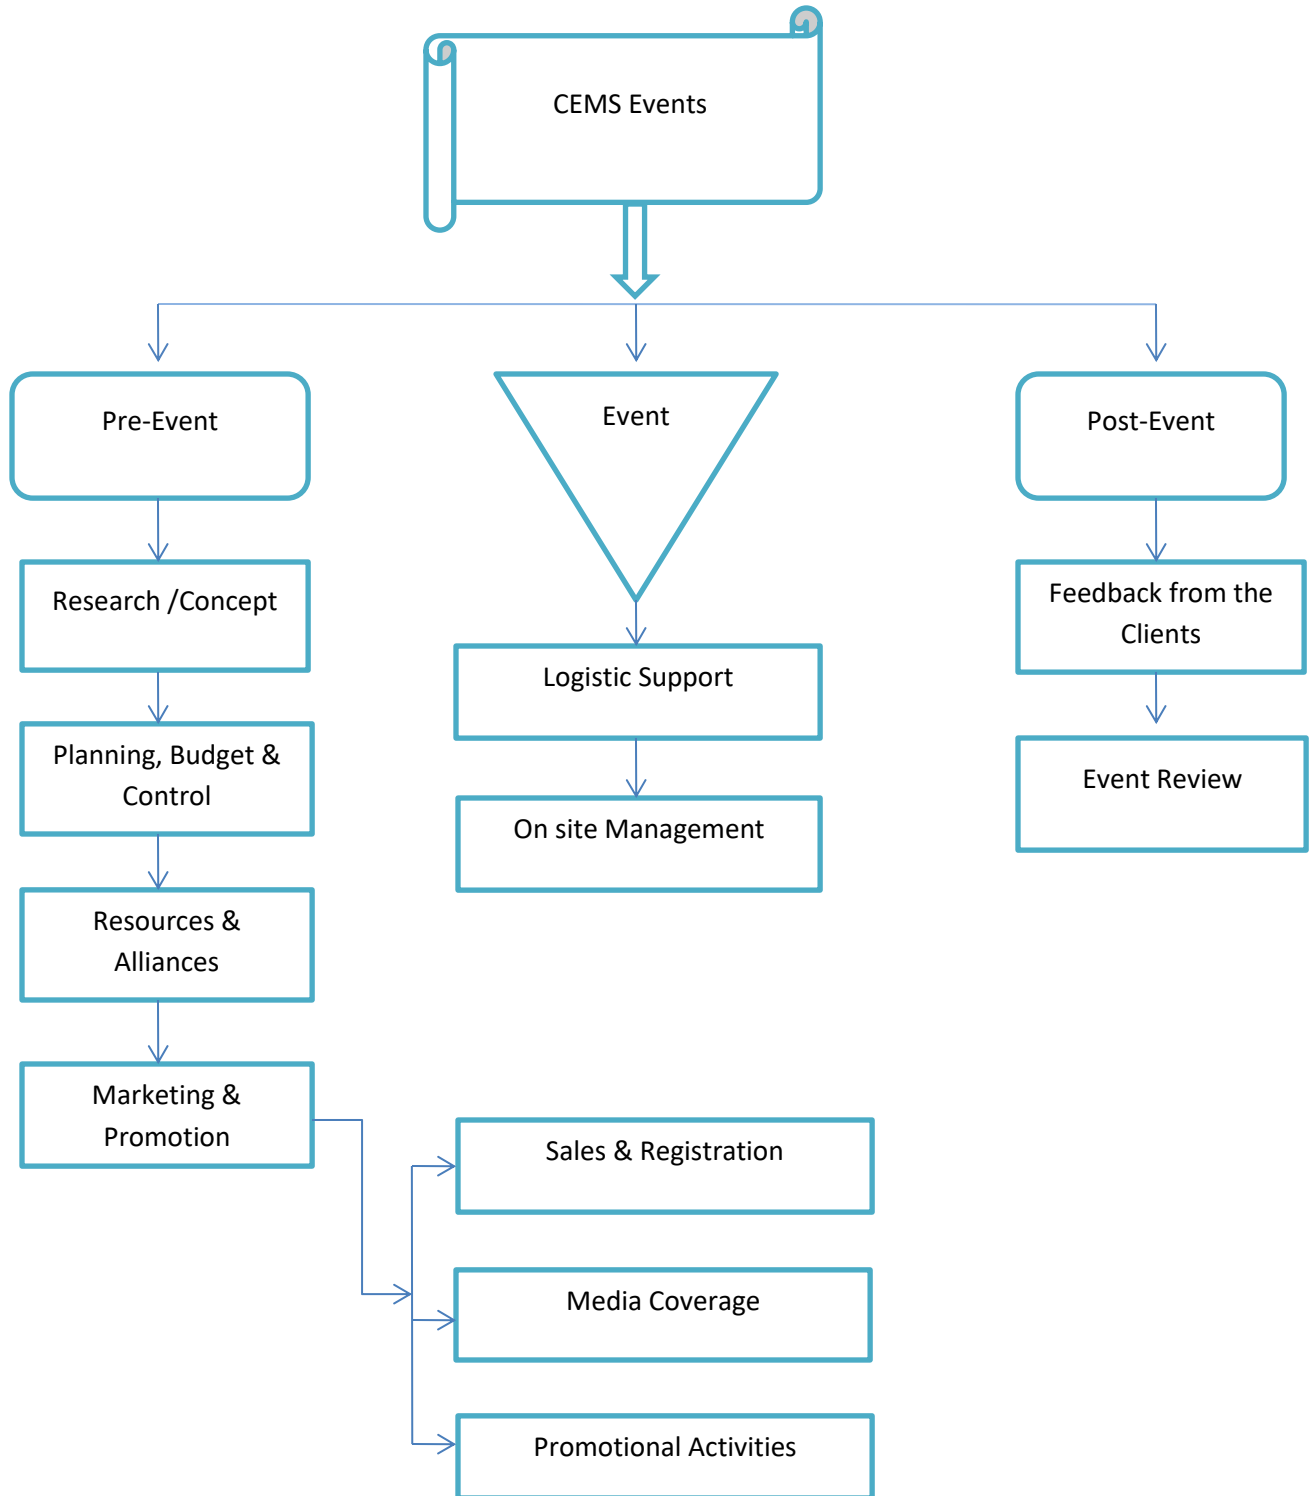 CEMS Events
Pre-Event
Event
Post-Event
Research /Concept
Feedback from the
Clients
Logistic Support
Planning, Budget &
Control
Event Review
On site Management
Resources &
Alliances
Marketing &
Promotion
Sales & Registration
Media Coverage
Promotional Activities